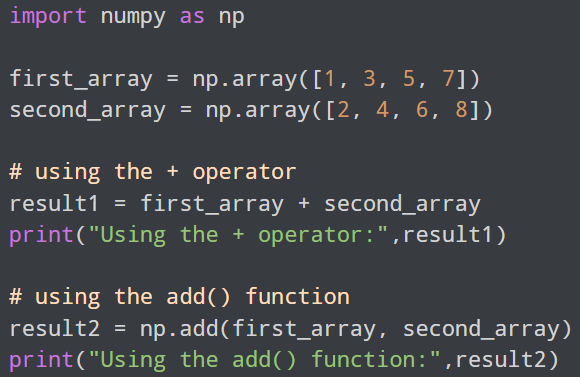 import numpy as np
first_array = np.array([1, 3, 5, 7])
second_array = np.array([2, 4, 6, 8])
# using the + operator
result1 = first_array + second_array
print("Using the + operator:",result1)
# using the add() function
result2 = np.add(first_array, second_array)
print("Using the add() function:",result2)